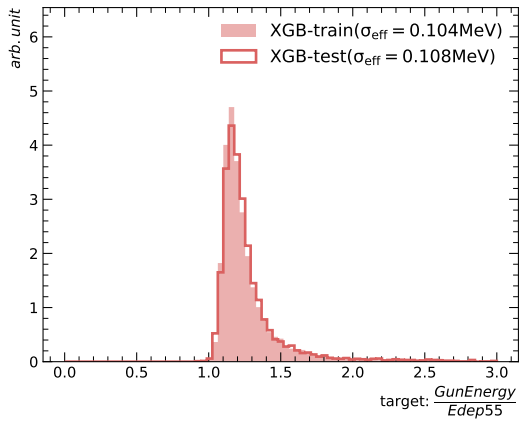 arb. unit
XGB-train(σeff = 0.104MeV)
XGB-test(σeff = 0.108MeV)
6
5
4
3
2
1
0
0.0 0.5 1.0 1.5 2.0 2.5 3.0
target: GunEnergy
Edep55